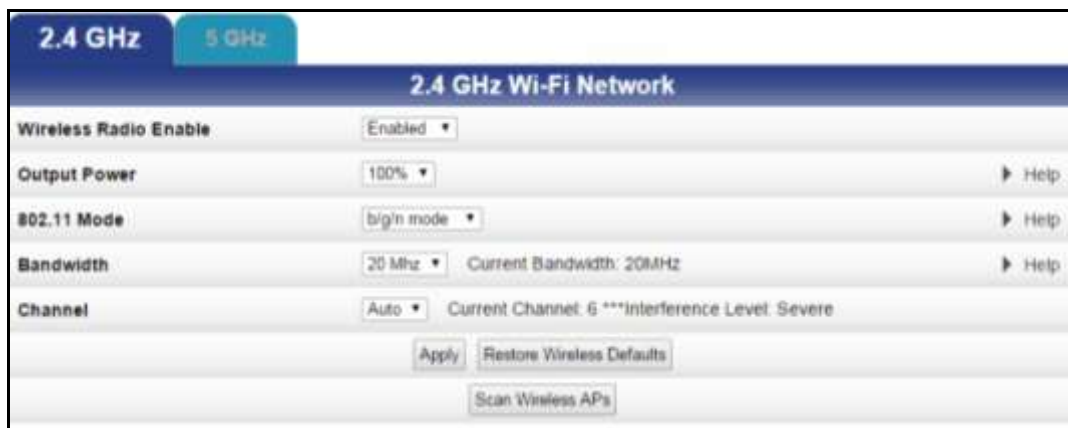 2.4 GHz 5 GHz
2.4 GHz Wi-Fi Network
Wireless Radio Enable Enabled
Output Power 100% Help
802.11 Mode b/g/n mode Help
Bandwidth 20 Mhz Current Bandwidth: 20MHz Help
Channel Auto Current Channel: 6 ***Interference Level: Severe
Apply Restore Wireless Defaults
Scan Wireless APs